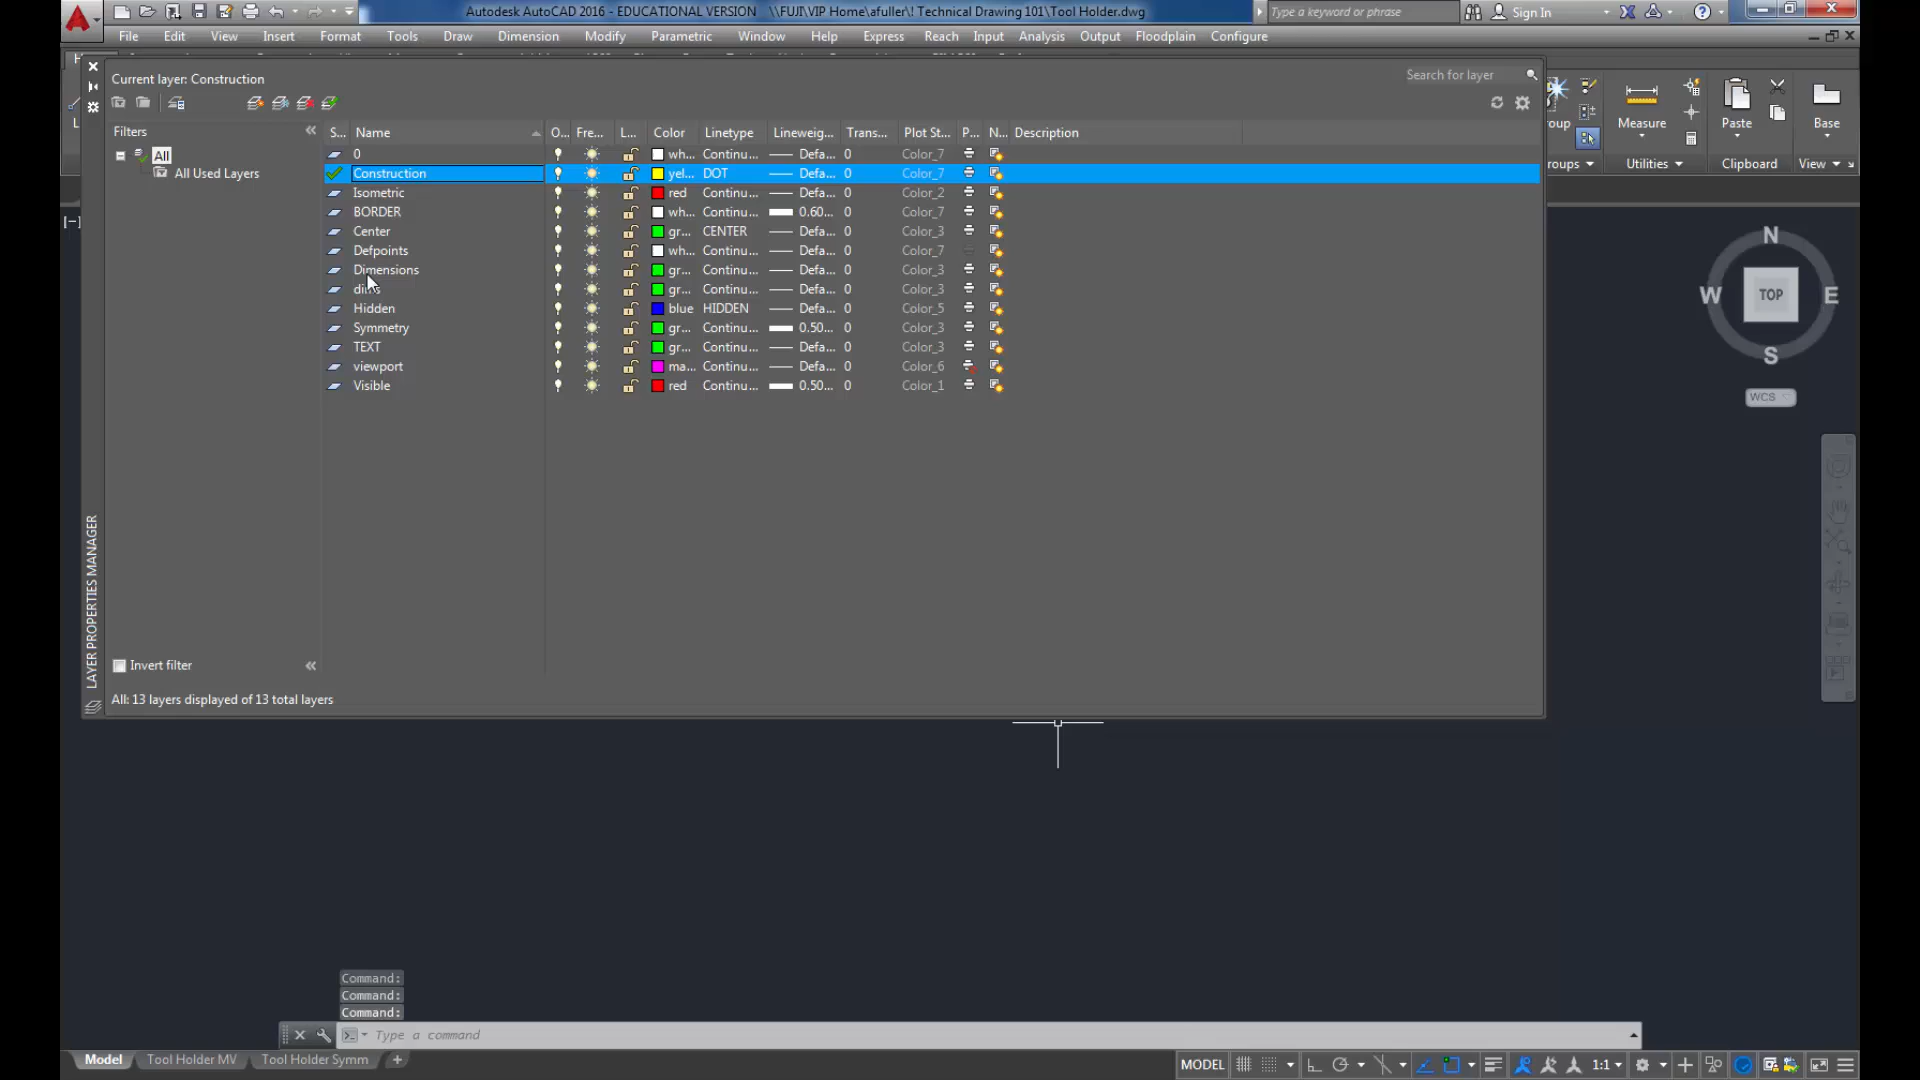 Autodesk AutoCAD 2016 - EDUCATIONAL VERSION \\FUJI\VIP Home\afuller\! Technical Drawing 101\Tool Holder.dwg
Type a keyword or phrase
Sign In
File Edit View Insert Format Tools Draw Dimension Modify Parametric Window Help Express Reach Input Analysis Output Floodplain Configure
Current layer: Construction
Search for layer
Filters
S... Name O... Fre... L... Color Linetype Lineweig... Trans... Plot St... P... N... Description
All
All Used Layers
0 wh... Continu... Defa... 0 Color_7
Construction yel... DOT Defa... 0 Color_7
Isometric red Continu... Defa... 0 Color_2
BORDER wh... Continu... 0.60... 0 Color_7
Center gr... CENTER Defa... 0 Color_3
Defpoints wh... Continu... Defa... 0 Color_7
Dimensions gr... Continu... Defa... 0 Color_3
gr... Continu... Defa... 0 Color_3
Hidden blue HIDDEN Defa... 0 Color_5
Symmetry gr... Continu... 0.50... 0 Color_3
TEXT gr... Continu... Defa... 0 Color_3
viewport ma... Continu... Defa... 0 Color_6
Visible red Continu... 0.50... 0 Color_1
Invert filter
All: 13 layers displayed of 13 total layers
LAYER PROPERTIES MANAGER
oup
Measure
Paste
Base
roups
Utilities
Clipboard
View
[-]
N
W
TOP
E
S
WCS
Command:
Command:
Command:
Type a command
Model Tool Holder MV Tool Holder Symm +
MODEL 1:1